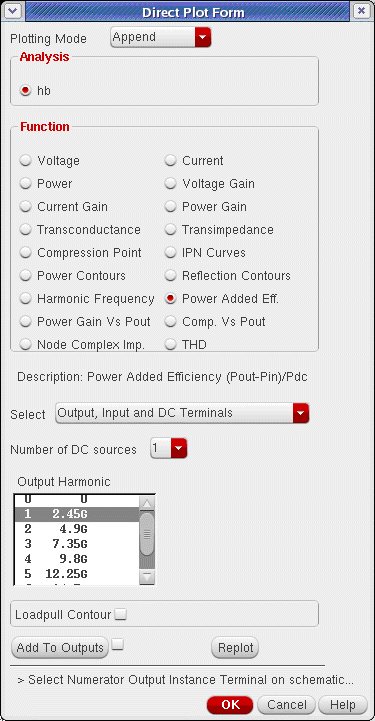 Direct Plot Form
Plotting Mode Append
Analysis
hb
Function
Voltage Current
Power Voltage Gain
Current Gain Power Gain
Transconductance Transimpedance
Compression Point IPN Curves
Power Contours Reflection Contours
Harmonic Frequency Power Added Eff.
Power Gain Vs Pout Comp. Vs Pout
Node Complex Imp. THD
Description: Power Added Efficiency (Pout-Pin)/Pdc
Select Output, Input and DC Terminals
Number of DC sources 1
Output Harmonic
0 0
1 2.45G
2 4.9G
3 7.35G
4 9.8G
5 12.25G
Loadpull Contour
Add To Outputs Replot
> Select Numerator Output Instance Terminal on schematic...
OK Cancel Help